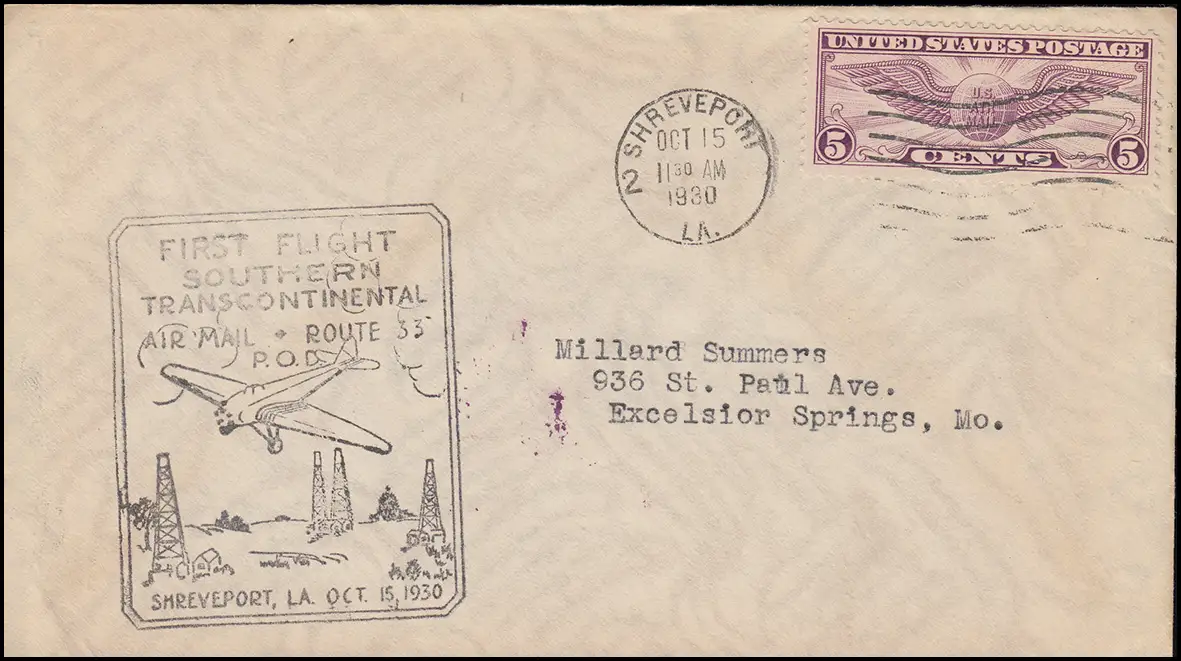 UNITED STATES POSTAGE
U.S.
AIR
MAIL
5 CENTS 5
2 SHREVEPORT
OCT 15
11 30 AM
1930
LA.
FIRST FLIGHT
SOUTHERN
TRANSCONTINENTAL
AIR MAIL ROUTE 33
P.O.D.
SHREVEPORT, LA. OCT. 15, 1930
Millard Summers
936 St. Paul Ave.
Excelsior Springs, Mo.